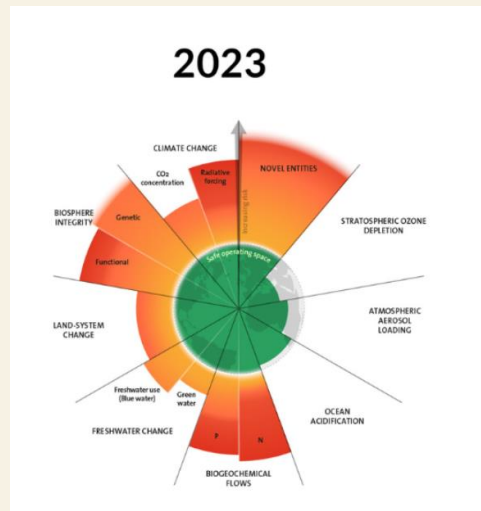 2023
CLIMATE CHANGE
CO₂
concentration
Radiative
forcing
NOVEL ENTITIES
Increasing risk
BIOSPHERE
INTEGRITY
Genetic
Functional
STRATOSPHERIC OZONE
DEPLETION
Safe operating space
LAND-SYSTEM
CHANGE
ATMOSPHERIC
AEROSOL
LOADING
Freshwater use
(Blue water)
Green
water
FRESHWATER CHANGE
OCEAN
ACIDIFICATION
P
N
BIOGEOCHEMICAL
FLOWS